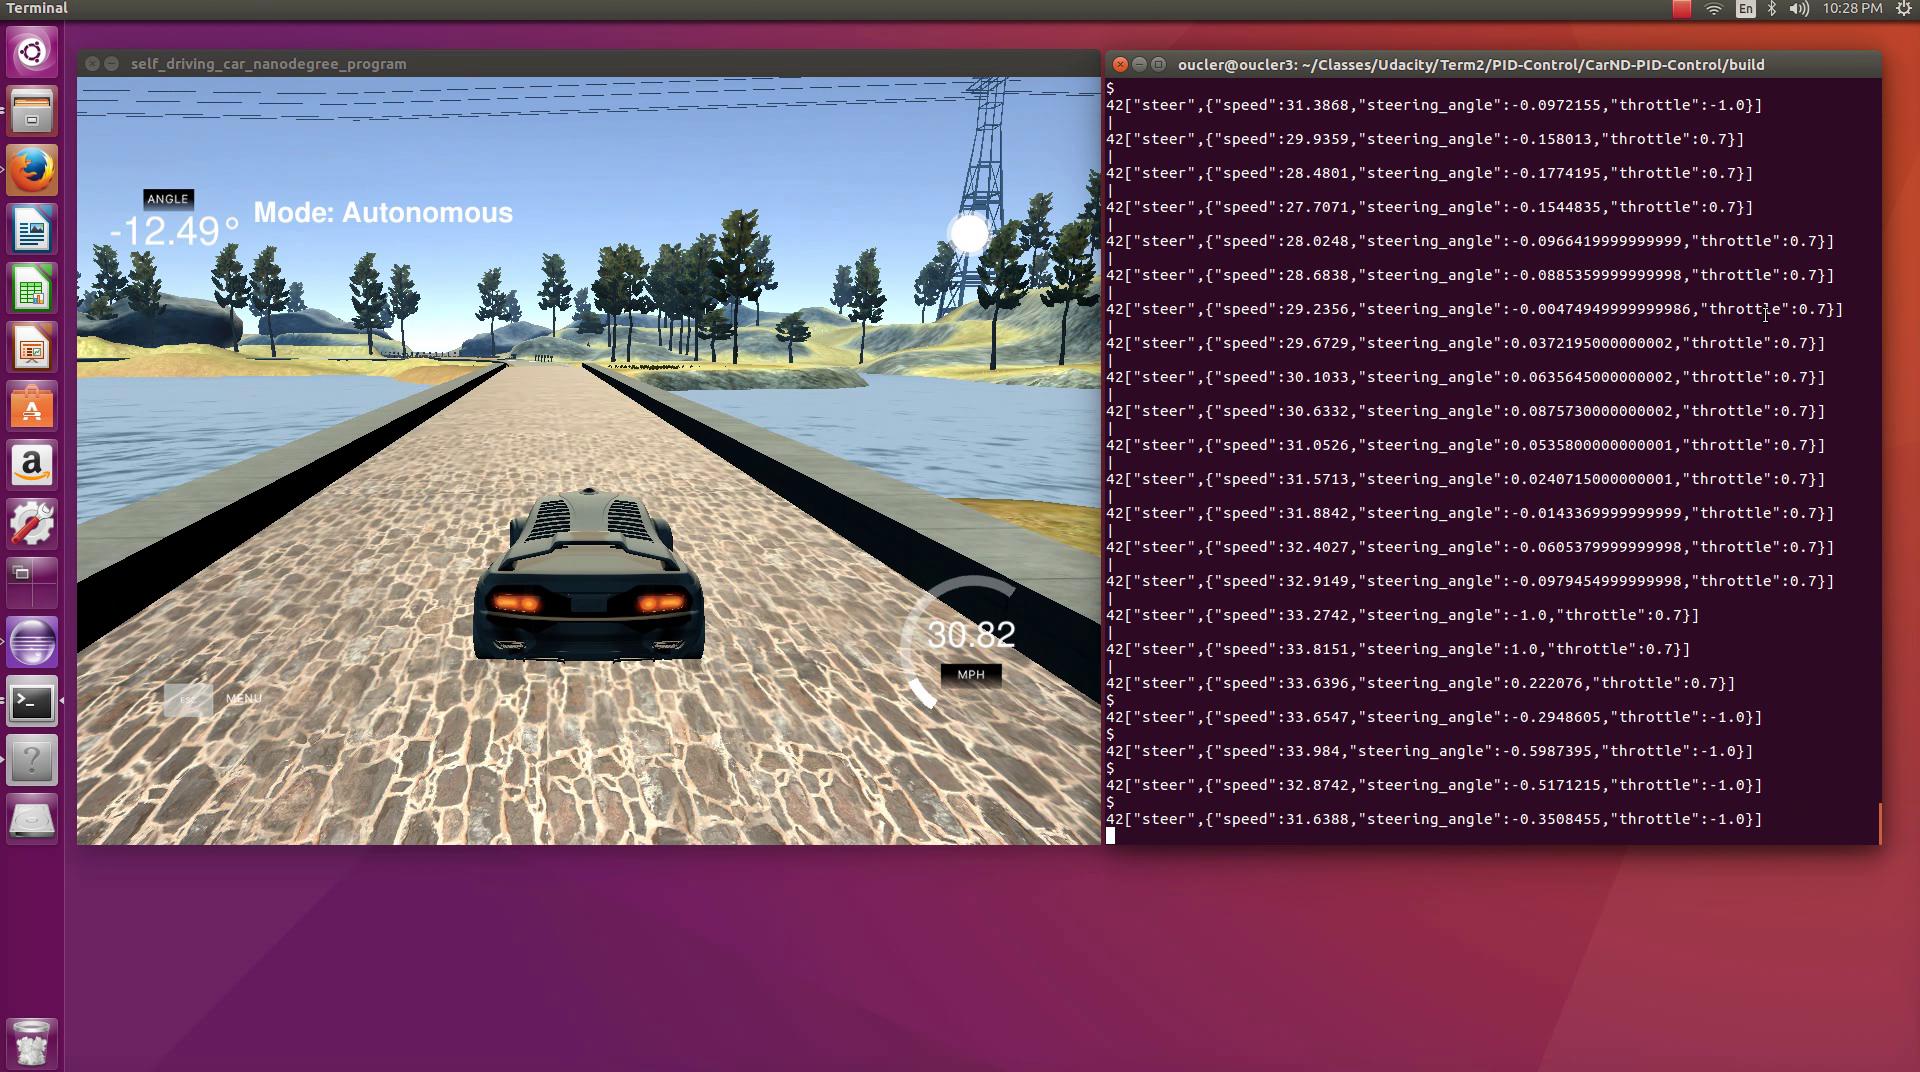 Terminal
En
10:28 PM
self_driving_car_nanodegree_program
ANGLE
-12.49°
Mode: Autonomous
30.82
MPH
ESC
MENU
oucler@oucler3: ~/Classes/Udacity/Term2/PID-Control/CarND-PID-Control/build
$
42["steer",{"speed":31.3868,"steering_angle":-0.0972155,"throttle":-1.0}]
|
42["steer",{"speed":29.9359,"steering_angle":-0.158013,"throttle":0.7}]
|
42["steer",{"speed":28.4801,"steering_angle":-0.1774195,"throttle":0.7}]
|
42["steer",{"speed":27.7071,"steering_angle":-0.1544835,"throttle":0.7}]
|
42["steer",{"speed":28.0248,"steering_angle":-0.0966419999999999,"throttle":0.7}]
|
42["steer",{"speed":28.6838,"steering_angle":-0.0885359999999998,"throttle":0.7}]
|
42["steer",{"speed":29.2356,"steering_angle":-0.00474949999999986,"throttle":0.7}]
|
42["steer",{"speed":29.6729,"steering_angle":0.0372195000000002,"throttle":0.7}]
|
42["steer",{"speed":30.1033,"steering_angle":0.0635645000000002,"throttle":0.7}]
|
42["steer",{"speed":30.6332,"steering_angle":0.0875730000000002,"throttle":0.7}]
|
42["steer",{"speed":31.0526,"steering_angle":0.0535800000000001,"throttle":0.7}]
|
42["steer",{"speed":31.5713,"steering_angle":0.0240715000000001,"throttle":0.7}]
|
42["steer",{"speed":31.8842,"steering_angle":-0.0143369999999999,"throttle":0.7}]
|
42["steer",{"speed":32.4027,"steering_angle":-0.0605379999999998,"throttle":0.7}]
|
42["steer",{"speed":32.9149,"steering_angle":-0.0979454999999998,"throttle":0.7}]
|
42["steer",{"speed":33.2742,"steering_angle":-1.0,"throttle":0.7}]
|
42["steer",{"speed":33.8151,"steering_angle":1.0,"throttle":0.7}]
|
42["steer",{"speed":33.6396,"steering_angle":0.222076,"throttle":0.7}]
$
42["steer",{"speed":33.6547,"steering_angle":-0.2948605,"throttle":-1.0}]
$
42["steer",{"speed":33.984,"steering_angle":-0.5987395,"throttle":-1.0}]
$
42["steer",{"speed":32.8742,"steering_angle":-0.5171215,"throttle":-1.0}]
$
42["steer",{"speed":31.6388,"steering_angle":-0.3508455,"throttle":-1.0}]